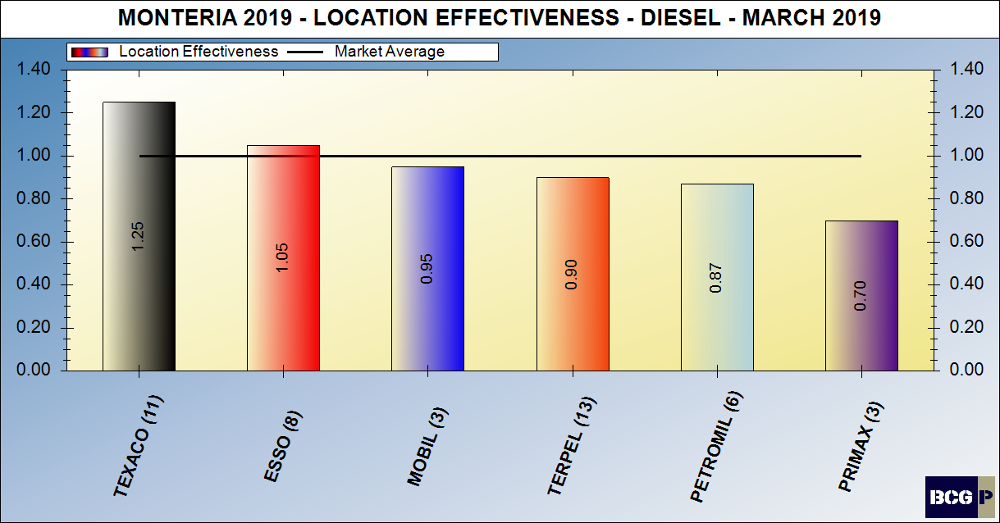 MONTERIA 2019 - LOCATION EFFECTIVENESS - DIESEL - MARCH 2019
Location Effectiveness Market Average
1.40 1.40
1.20 1.20
1.00 1.00
0.80 0.80
0.60 0.60
0.40 0.40
0.20 0.20
0.00 0.00
1.25 1.05 0.95 0.90 0.87 0.70
TEXACO (11)
ESSO (8)
MOBIL (3)
TERPEL (13)
PETROMIL (6)
PRIMAX (3)
BCG P